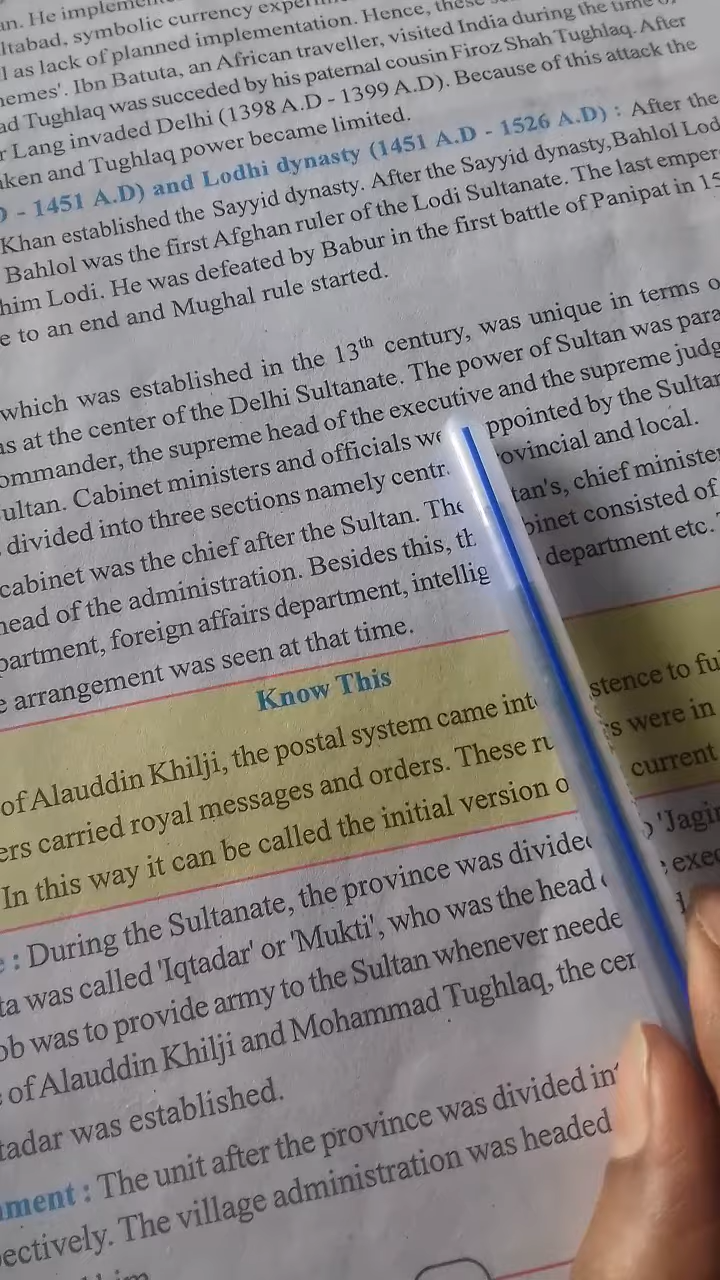 an. He implemen
ltabad, symbolic currency exper
l as lack of planned implementation. Hence, these
emes'. Ibn Batuta, an African traveller, visited India during the time
ad Tughlaq was succeded by his paternal cousin Firoz Shah Tughlaq. After
r Lang invaded Delhi (1398 A.D - 1399 A.D). Because of this attack the
ken and Tughlaq power became limited.
- 1451 A.D) and Lodhi dynasty (1451 A.D - 1526 A.D) : After the
Khan established the Sayyid dynasty. After the Sayyid dynasty,Bahlol Lod
Bahlol was the first Afghan ruler of the Lodi Sultanate. The last emper
him Lodi. He was defeated by Babur in the first battle of Panipat in 15
e to an end and Mughal rule started.
which was established in the 13th century, was unique in terms o
as at the center of the Delhi Sultanate. The power of Sultan was para
ommander, the supreme head of the executive and the supreme judg
ultan. Cabinet ministers and officials we ppointed by the Sultan
divided into three sections namely centr ovincial and local.
cabinet was the chief after the Sultan. The tan's, chief minister
ead of the administration. Besides this, th binet consisted of
partment, foreign affairs department, intellig department etc.
e arrangement was seen at that time.
Know This
of Alauddin Khilji, the postal system came int stence to fu
ers carried royal messages and orders. These ru s were in
In this way it can be called the initial version o current
e : During the Sultanate, the province was divided 'Jagir
ta was called 'Iqtadar' or 'Mukti', who was the head exec
ob was to provide army to the Sultan whenever neede
of Alauddin Khilji and Mohammad Tughlaq, the cer
tadar was established.
nment : The unit after the province was divided in
ectively. The village administration was headed